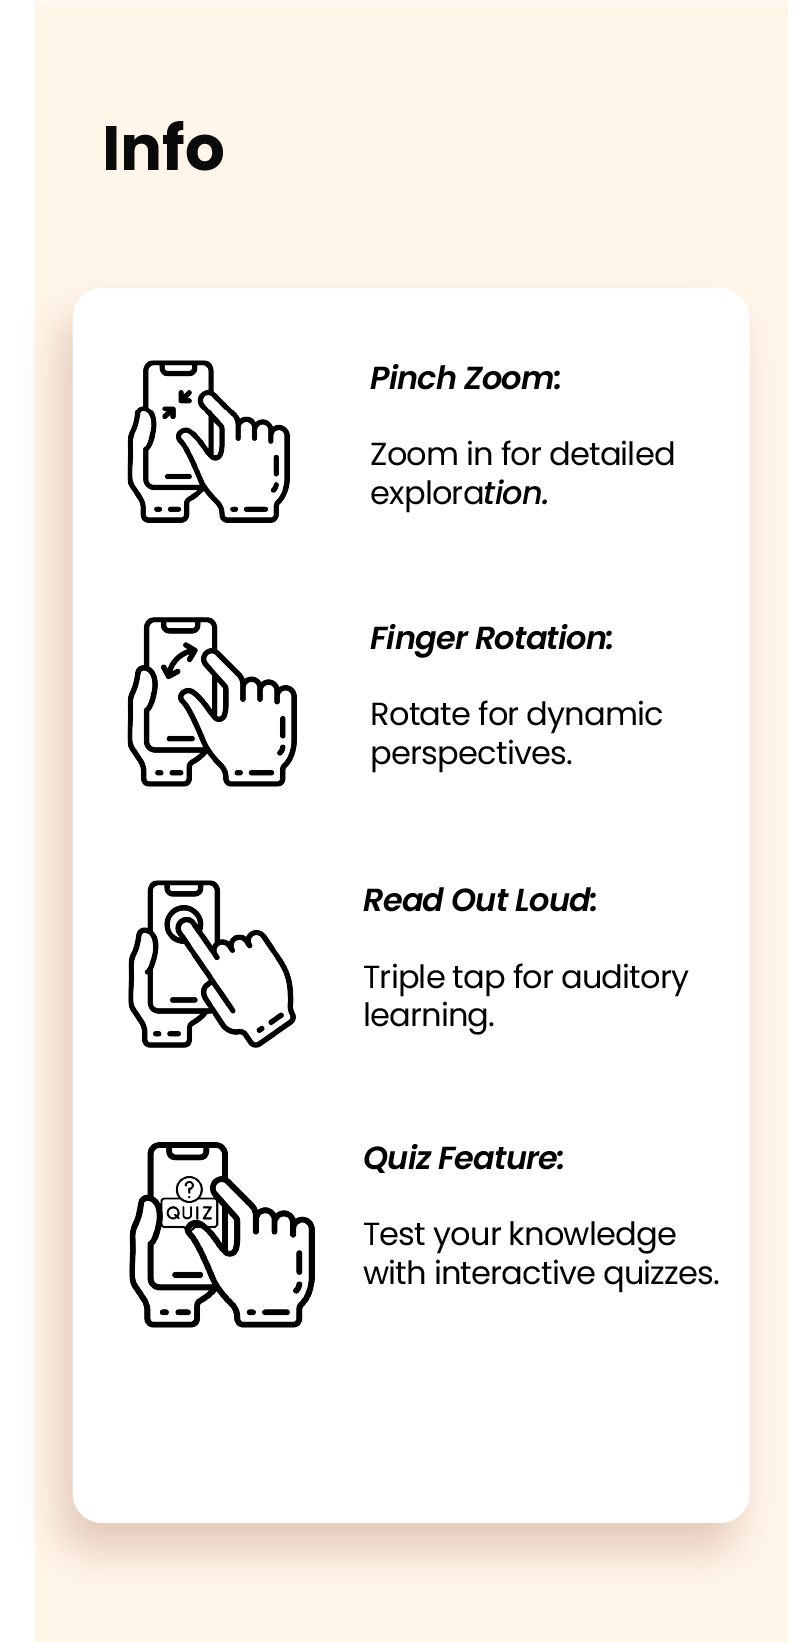 Info
Pinch Zoom:
Zoom in for detailed
exploration.
Finger Rotation:
Rotate for dynamic
perspectives.
Read Out Loud:
Triple tap for auditory
learning.
?
QUIZ
Quiz Feature:
Test your knowledge
with interactive quizzes.